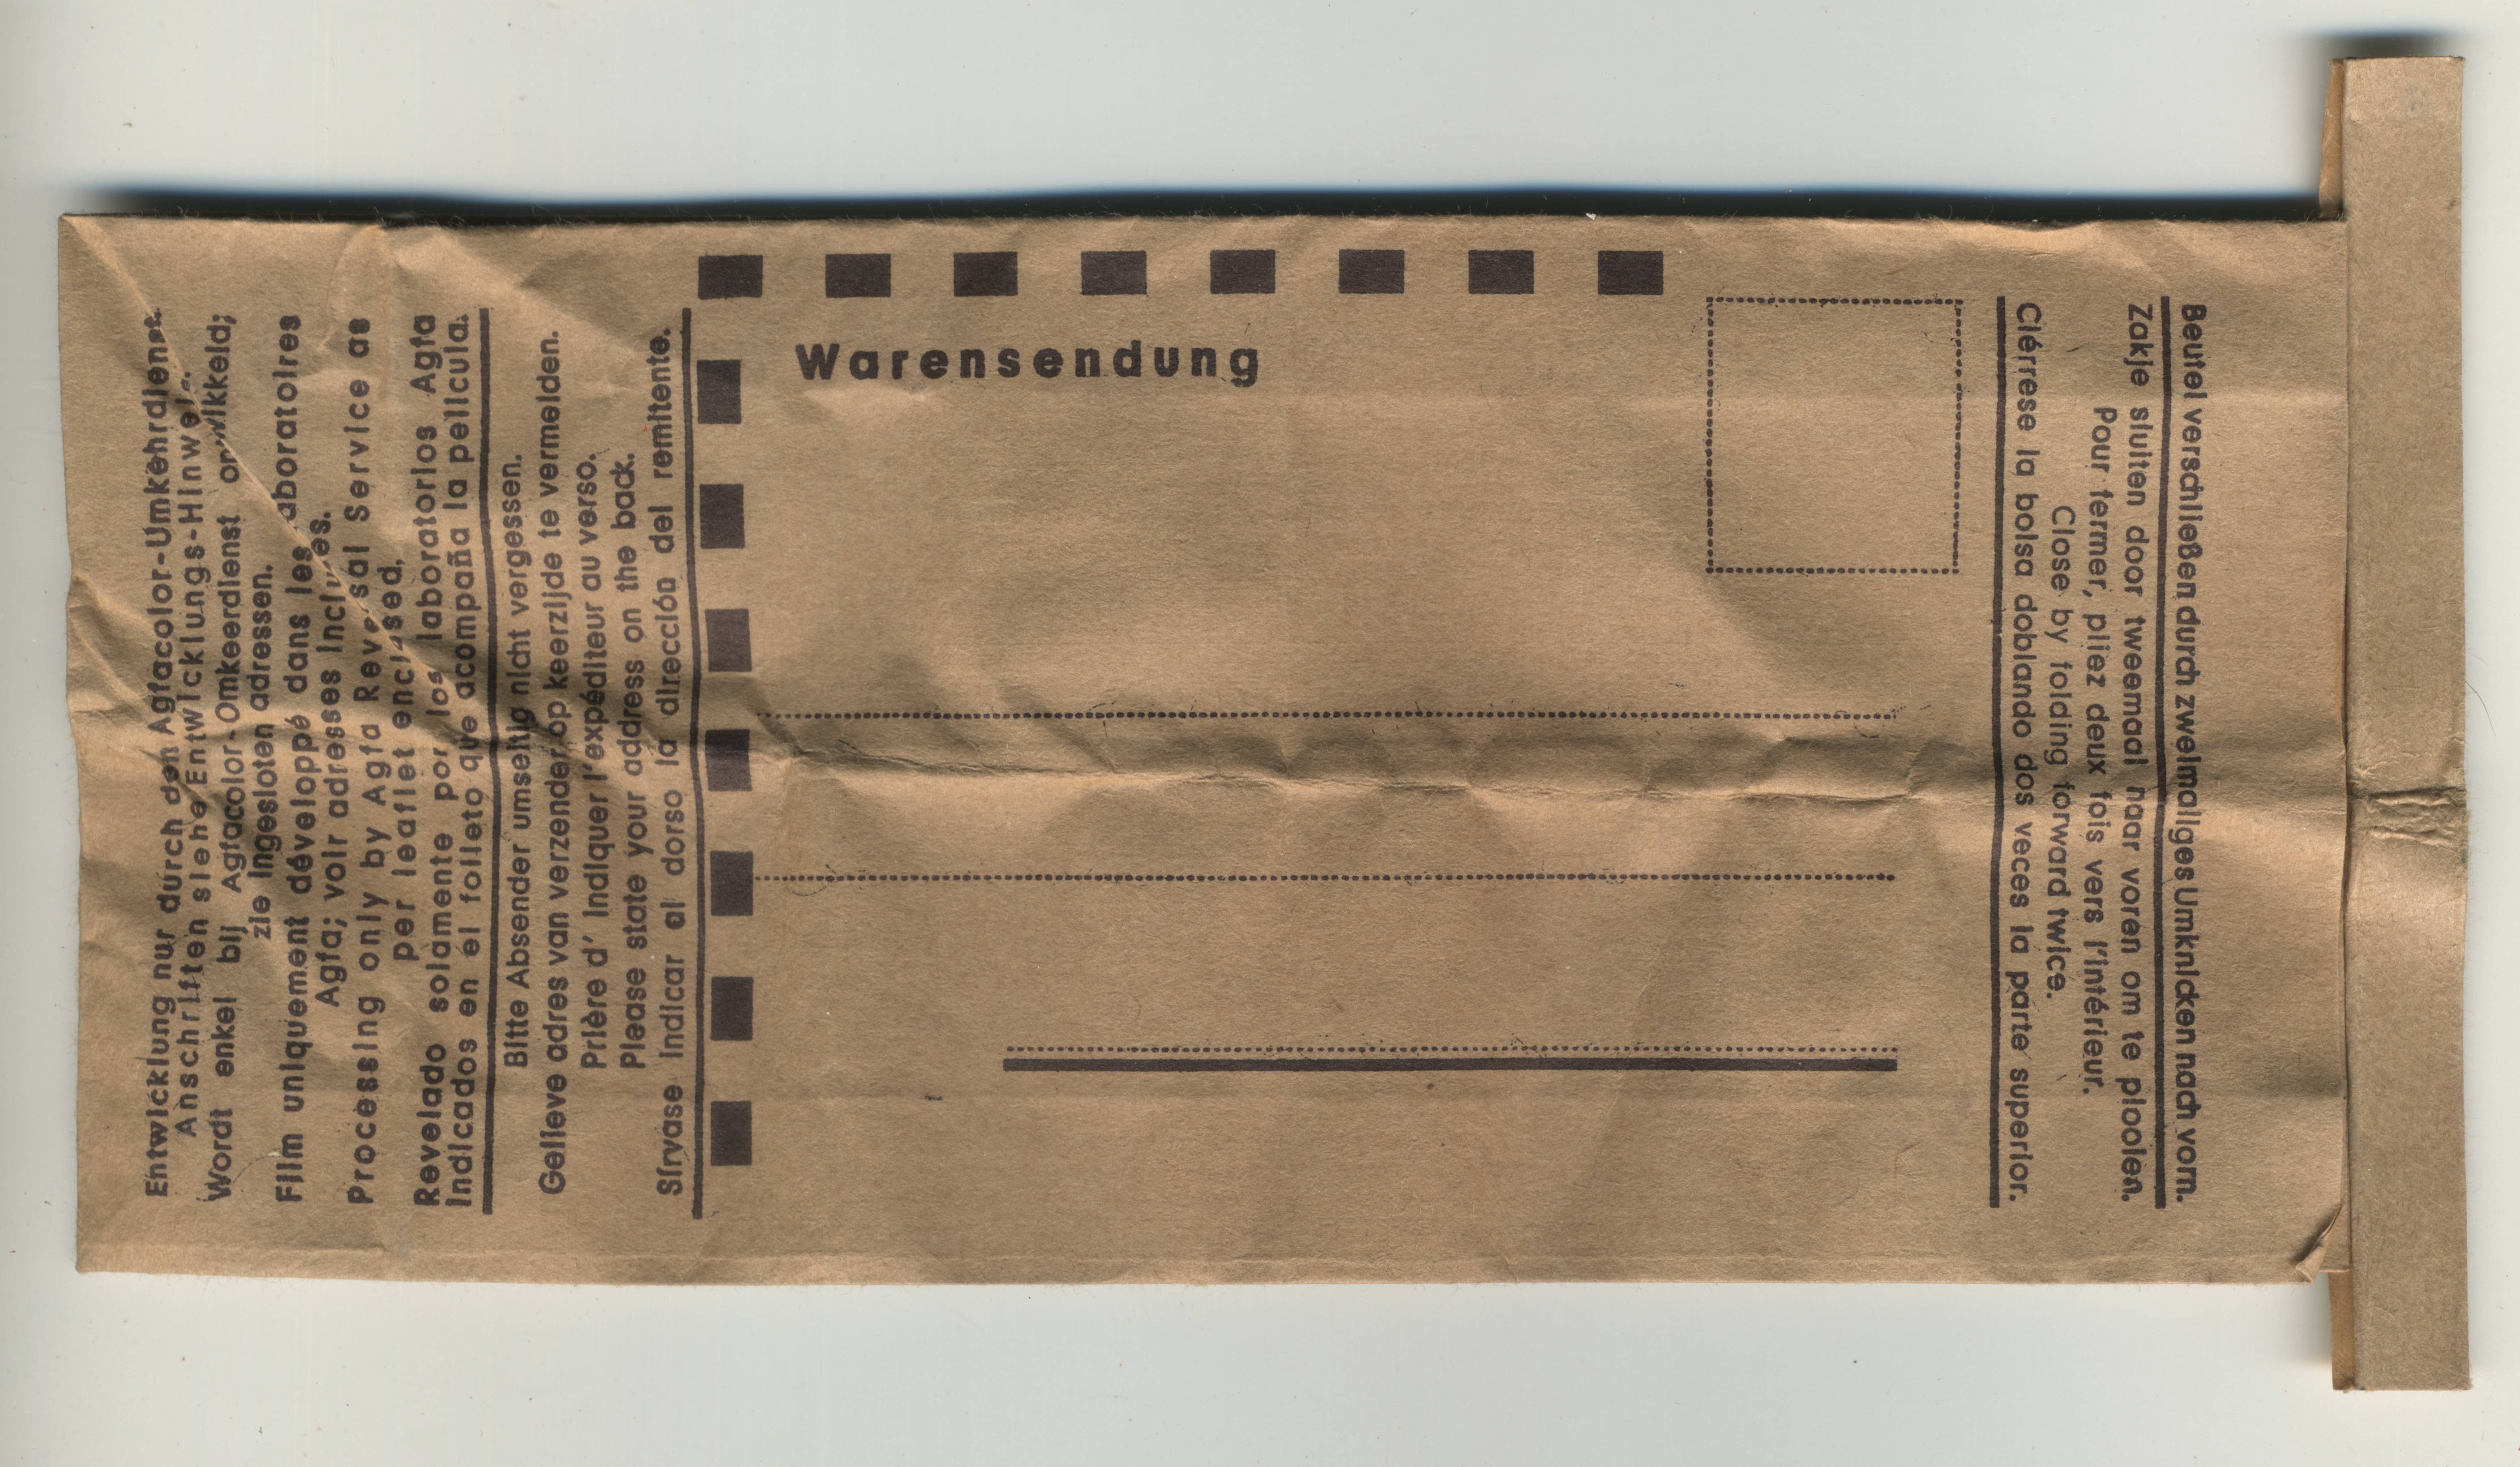 Entwicklung nur durch den Agfacolor-Umkehrdienst.
Anschriften siehe Entwicklungs-Hinweis.
Wordt enkel bij Agfacolor-Omkeerdienst ontwikkeld;
zie ingesloten adressen.
Film uniquement développé dans les laboratoires
Agfa; voir adresses incluses.
Processing only by Agfa Reversal Service as
per leaflet enclosed.
Revelado solamente por los laboratorios Agfa
indicados en el folleto que acompaña la película.
Bitte Absender umseitig nicht vergessen.
Gelieve adres van verzender op keerzijde te vermelden.
Prière d' indiquer l'expéditeur au verso.
Please state your address on the back.
Sírvase indicar al dorso la dirección del remitente.
Warensendung
Beutel verschließen durch zweimaliges Umknicken nach vorn.
Zakje sluiten door tweemaal naar voren om te plooien.
Pour fermer, pliez deux fois vers l'intérieur.
Close by folding forward twice.
Ciérrese la bolsa doblando dos veces la parte superior.